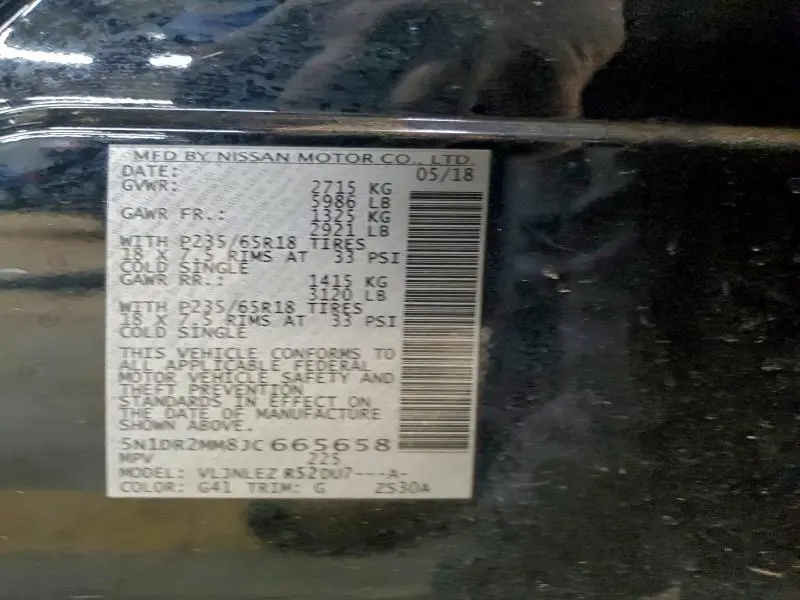 MFD BY NISSAN MOTOR CO., LTD.
DATE: 05/18
GVWR: 2715 KG
5986 LB
GAWR FR.: 1325 KG
2921 LB
WITH P235/65R18 TIRES
18 X 7.5 RIMS AT 33 PSI
COLD SINGLE
GAWR RR.: 1415 KG
3120 LB
WITH P235/65R18 TIRES
18 X 7.5 RIMS AT 33 PSI
COLD SINGLE
THIS VEHICLE CONFORMS TO
ALL APPLICABLE FEDERAL
MOTOR VEHICLE SAFETY AND
THEFT PREVENTION
STANDARDS IN EFFECT ON
THE DATE OF MANUFACTURE
SHOWN ABOVE.
5N1DR2MM8JC665658
MPV 225
MODEL: VLJNLEZ R52DU7---A-
COLOR: G41 TRIM: G ZS30A